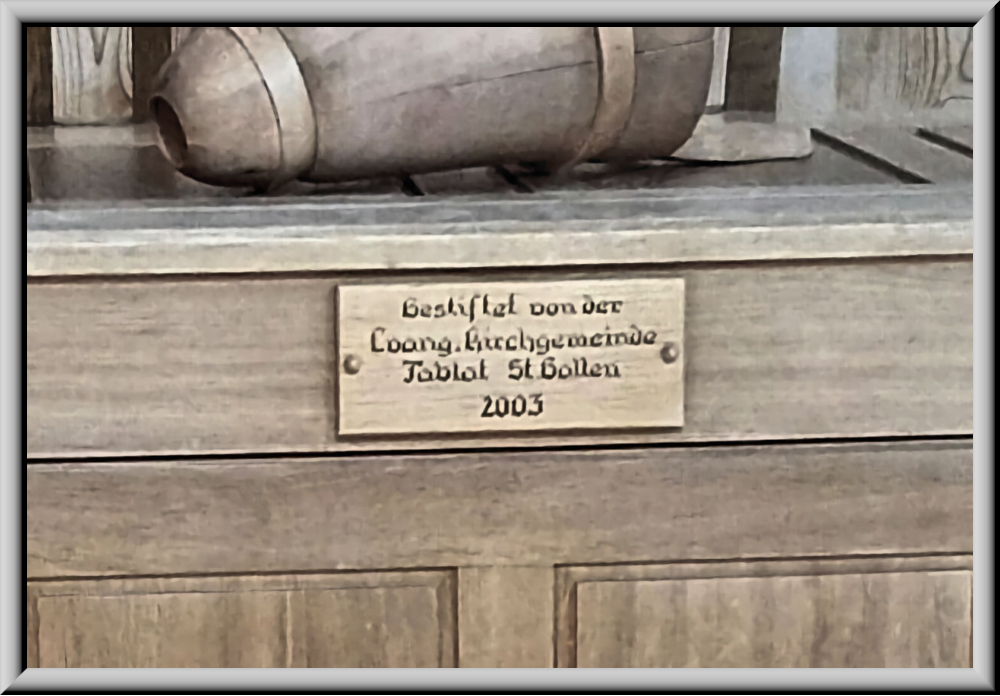 Gestiftet von der
Evang. Kirchgemeinde
Tablat St. Gallen
2003